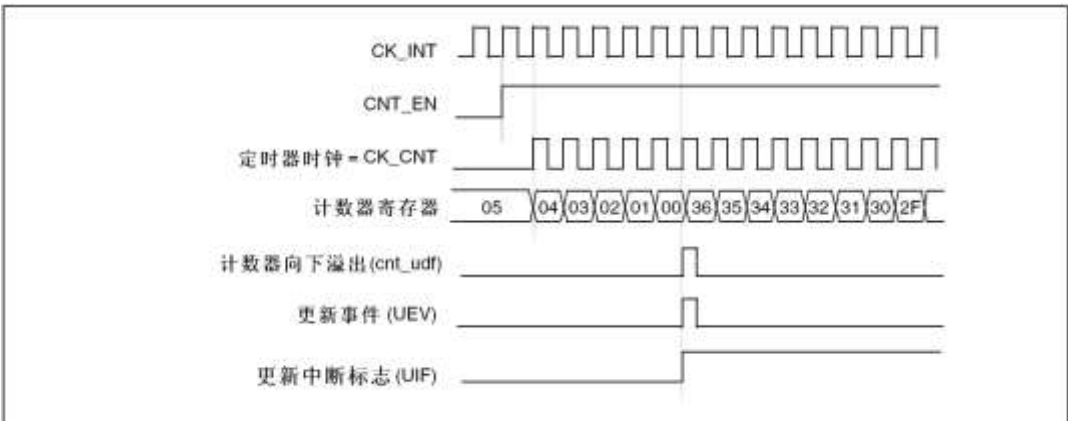 CK_INT
CNT_EN
定时器时钟 = CK_CNT
计数器寄存器 05 04 03 02 01 00 36 35 34 33 32 31 30 2F
计数器向下溢出(cnt_udf)
更新事件 (UEV)
更新中断标志(UIF)